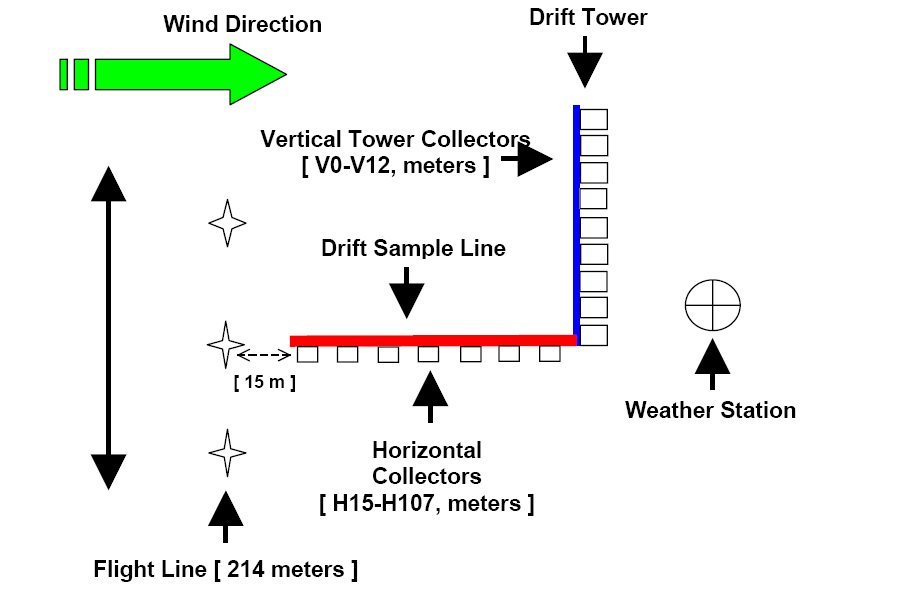 Drift Tower
Wind Direction
Vertical Tower Collectors
[ V0-V12, meters ]
Drift Sample Line
[ 15 m ]
Weather Station
Horizontal
Collectors
[ H15-H107, meters ]
Flight Line [ 214 meters ]